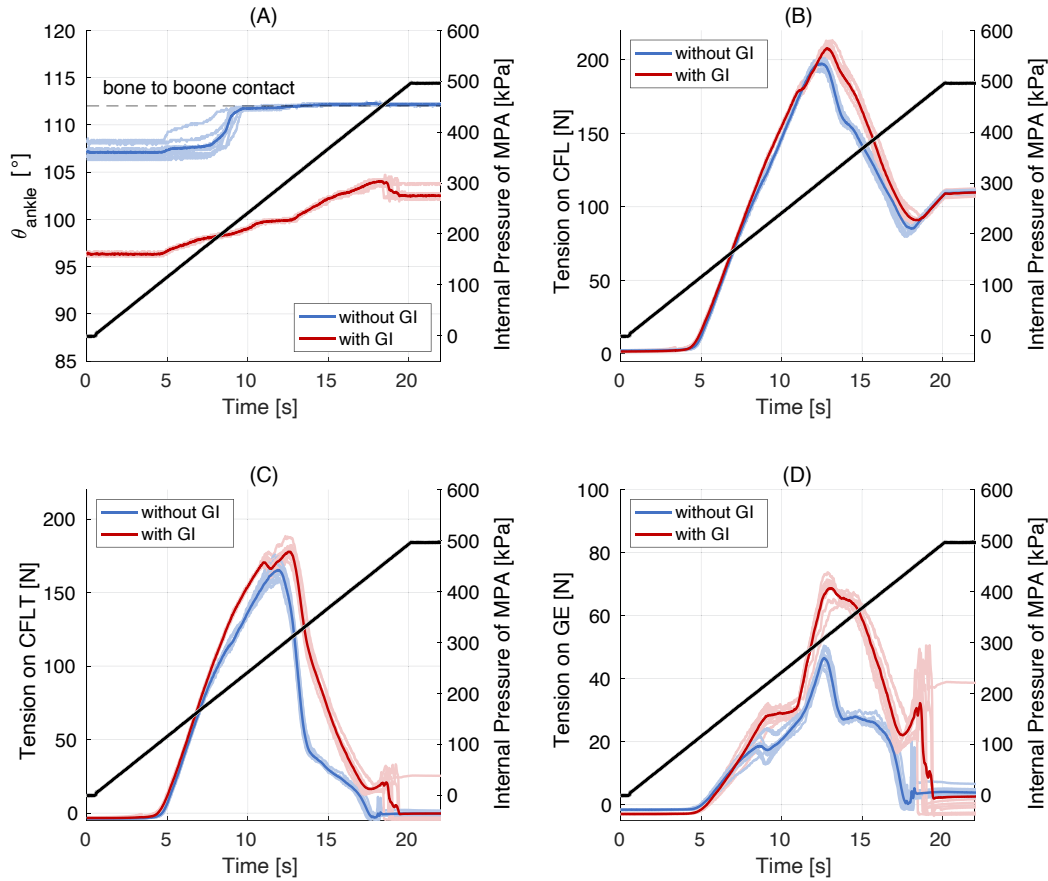 (A)
120
115
110
105
100
95
90
85
600
500
400
300
200
100
0
0
5
10
15
20
θankle [°]
Internal Pressure of MPA [kPa]
Time [s]
bone to boone contact
without GI
with GI
(B)
200
150
100
50
0
600
500
400
300
200
100
0
0
5
10
15
20
Tension on CFL [N]
Internal Pressure of MPA [kPa]
Time [s]
without GI
with GI
(C)
200
150
100
50
0
600
500
400
300
200
100
0
0
5
10
15
20
Tension on CFLT [N]
Internal Pressure of MPA [kPa]
Time [s]
without GI
with GI
(D)
100
80
60
40
20
0
600
500
400
300
200
100
0
0
5
10
15
20
Tension on GE [N]
Internal Pressure of MPA [kPa]
Time [s]
without GI
with GI